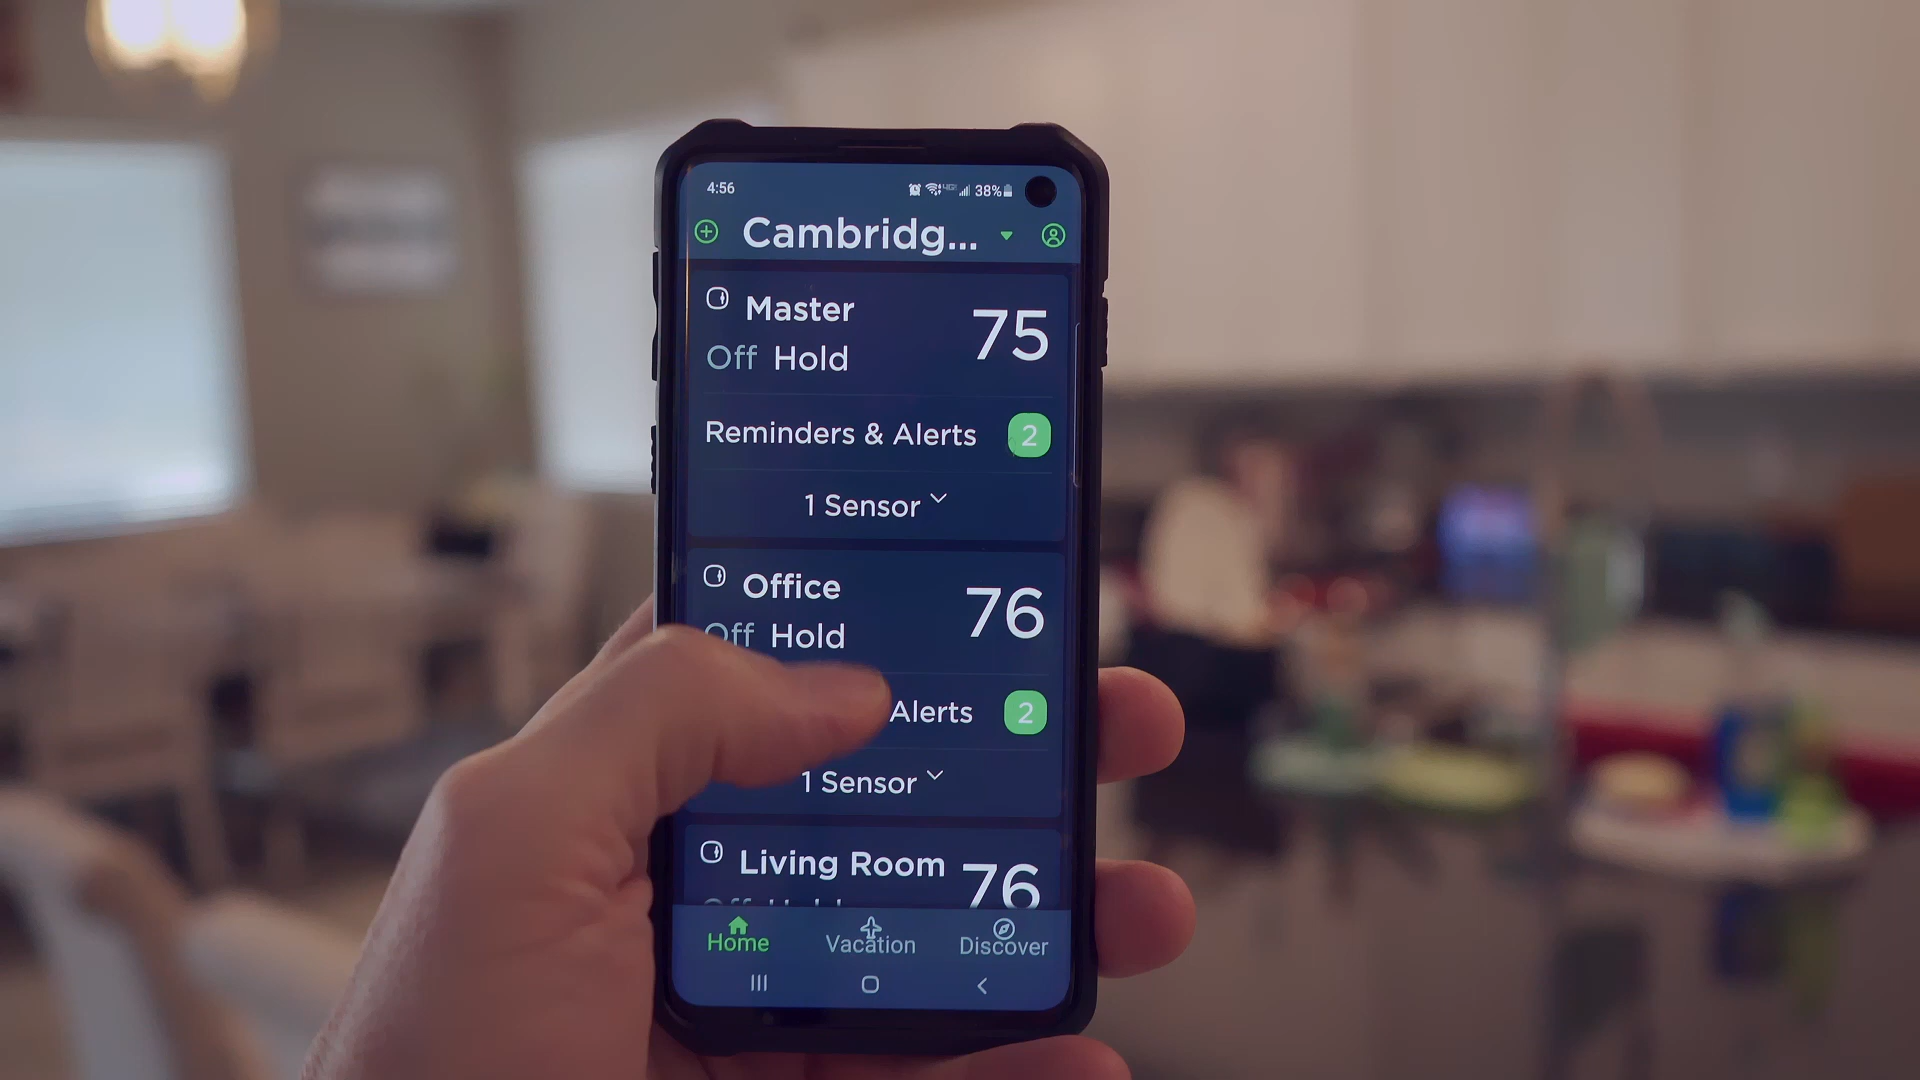 4:56
38%
Cambridg...
Master
75
Off Hold
Reminders & Alerts
2
1 Sensor
Office
76
Off Hold
Alerts
2
1 Sensor
Living Room
76
Home
Vacation
Discover